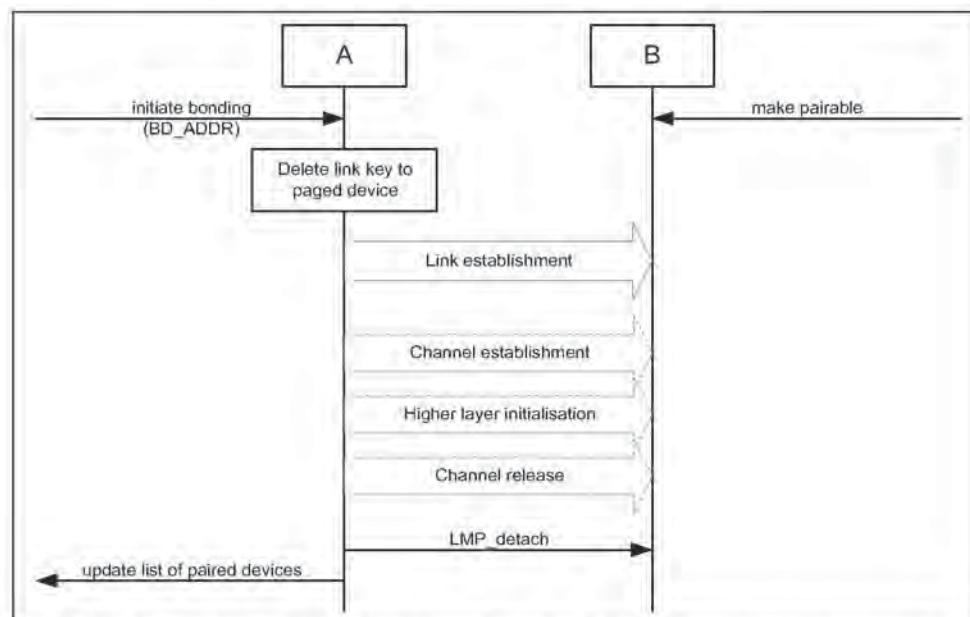 A
B
initiate bonding
(BD_ADDR)
make pairable
Delete link key to
paged device
Link establishment
Channel establishment
Higher layer initialisation
Channel release
LMP_detach
update list of paired devices